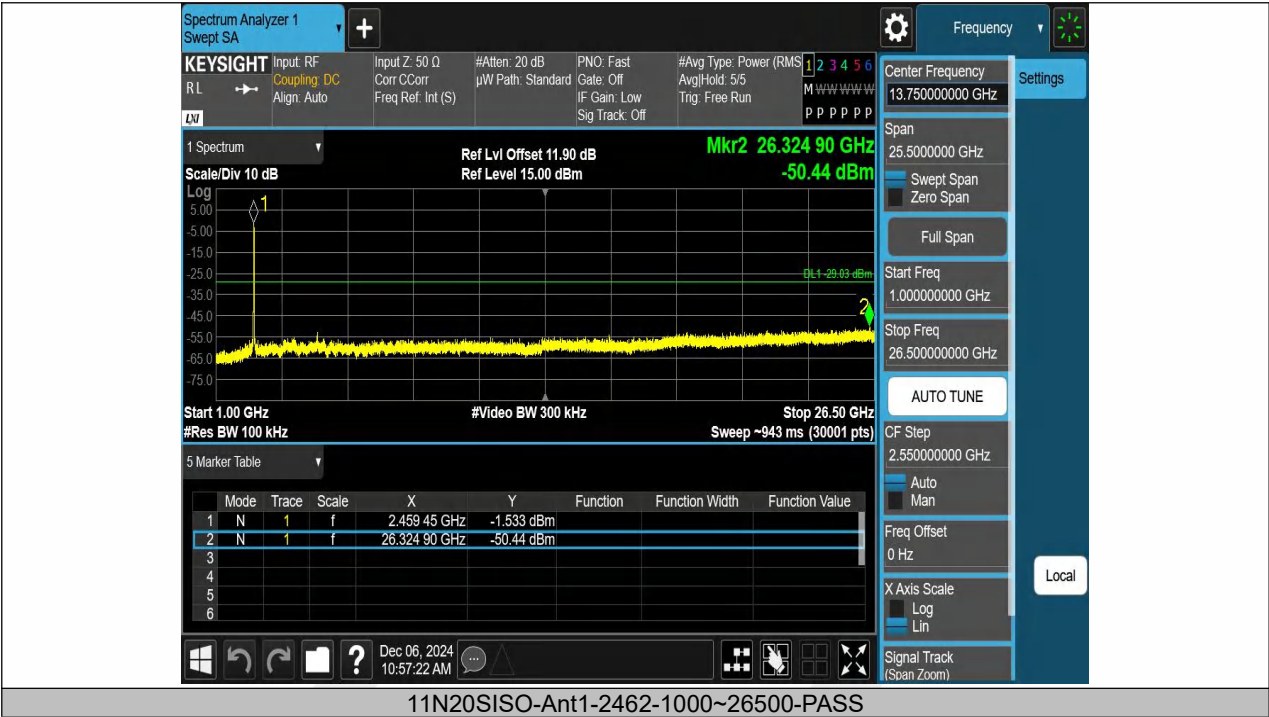 Spectrum Analyzer 1
Swept SA
+
Frequency
KEYSIGHT
RL
LXI
Input: RF
Coupling: DC
Align: Auto
Input Z: 50 Ω
Corr CCorr
Freq Ref: Int (S)
#Atten: 20 dB
µW Path: Standard
PNO: Fast
Gate: Off
IF Gain: Low
Sig Track: Off
#Avg Type: Power (RMS
Avg|Hold: 5/5
Trig: Free Run
1 2 3 4 5 6
M W W W W W
P P P P P P
1 Spectrum
Scale/Div 10 dB
Ref Lvl Offset 11.90 dB
Ref Level 15.00 dBm
Mkr2 26.324 90 GHz
-50.44 dBm
Log
5.00
-5.00
-15.0
-25.0
-35.0
-45.0
-55.0
-65.0
-75.0
1
DL1 -29.03 dBm
2
Start 1.00 GHz
#Video BW 300 kHz
Stop 26.50 GHz
#Res BW 100 kHz
Sweep ~943 ms (30001 pts)
5 Marker Table
Mode Trace Scale X Y Function Function Width Function Value
1 N 1 f 2.459 45 GHz -1.533 dBm
2 N 1 f 26.324 90 GHz -50.44 dBm
3
4
5
6
?
Dec 06, 2024
10:57:22 AM
Center Frequency
13.750000000 GHz
Settings
Span
25.5000000 GHz
Swept Span
Zero Span
Full Span
Start Freq
1.000000000 GHz
Stop Freq
26.500000000 GHz
AUTO TUNE
CF Step
2.550000000 GHz
Auto
Man
Freq Offset
0 Hz
X Axis Scale
Log
Lin
Local
Signal Track
(Span Zoom)
11N20SISO-Ant1-2462-1000~26500-PASS